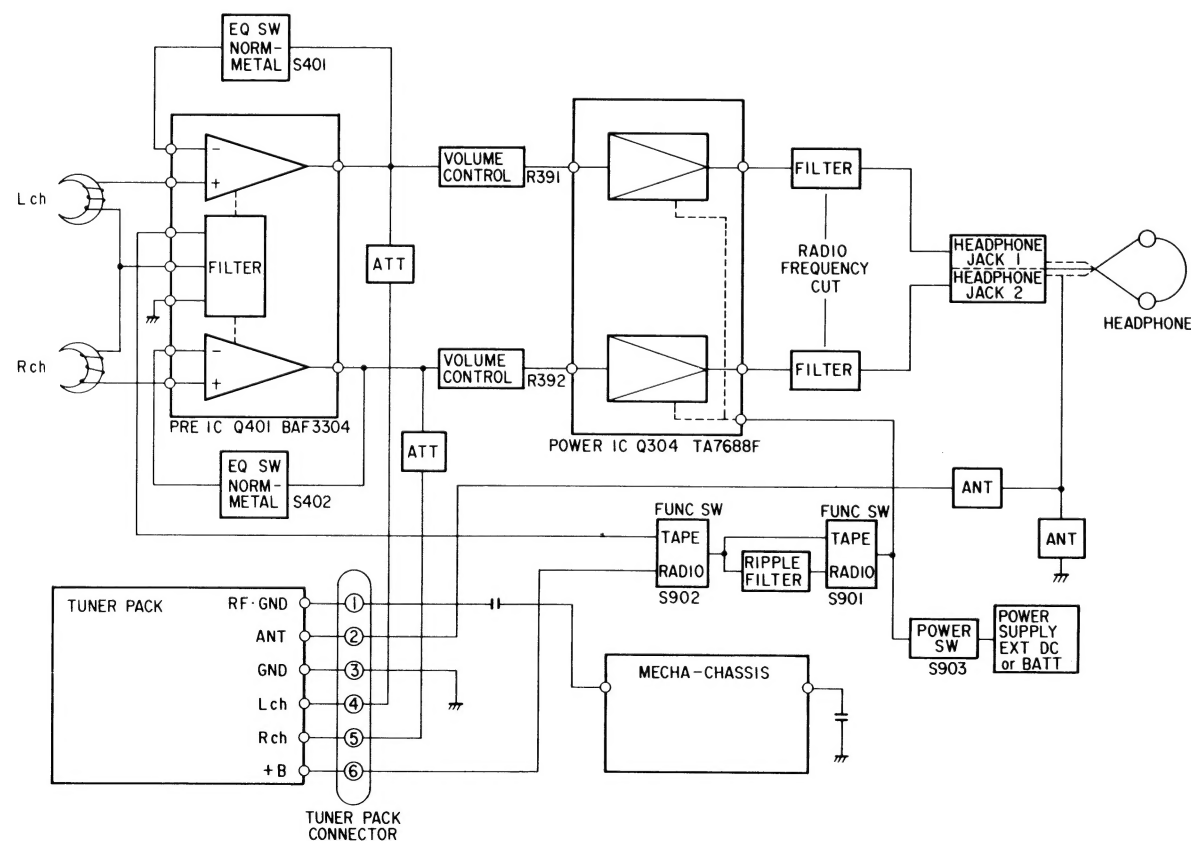 EQ SW
NORM-
METAL
S401
Lch
Rch
−
+
FILTER
−
+
PRE IC Q401 BAF3304
EQ SW
NORM-
METAL
S402
ATT
ATT
VOLUME
CONTROL
R391
VOLUME
CONTROL
R392
POWER IC Q304 TA7688F
FILTER
RADIO
FREQUENCY
CUT
FILTER
HEADPHONE
JACK 1
HEADPHONE
JACK 2
HEADPHONE
ANT
ANT
FUNC SW
TAPE
RADIO
S902
RIPPLE
FILTER
FUNC SW
TAPE
RADIO
S901
POWER
SW
S903
POWER
SUPPLY
EXT DC
or BATT
TUNER PACK
RF·GND
ANT
GND
Lch
Rch
+B
①
②
③
④
⑤
⑥
TUNER PACK
CONNECTOR
MECHA-CHASSIS